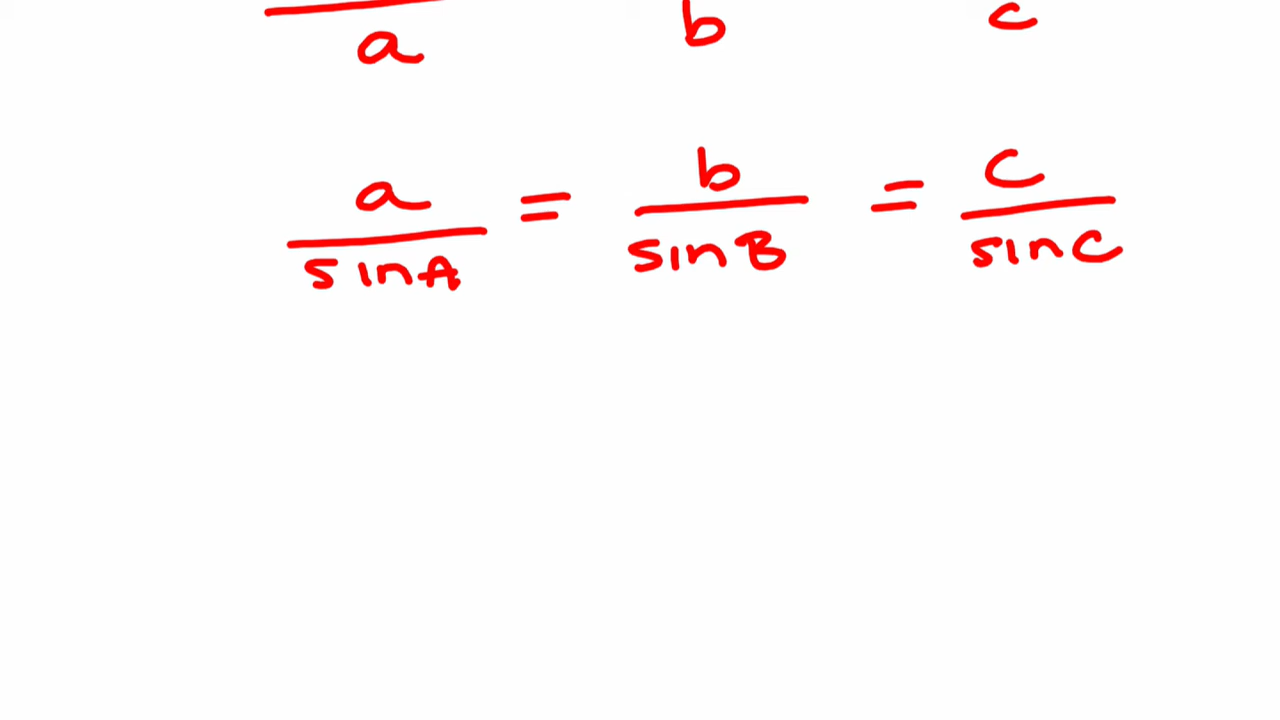 a b c
a/sinA = b/sinB = c/sinC